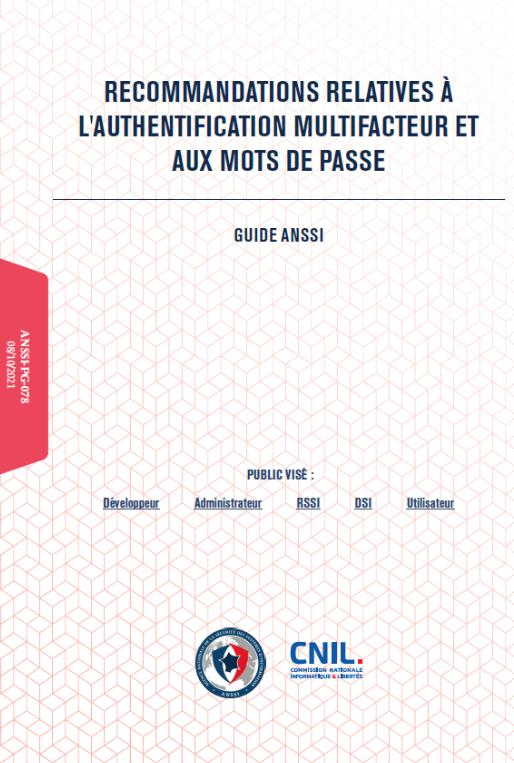 RECOMMANDATIONS RELATIVES À
L'AUTHENTIFICATION MULTIFACTEUR ET
AUX MOTS DE PASSE
GUIDE ANSSI
ANSSI-PG-078
08/10/2021
PUBLIC VISÉ :
Développeur Administrateur RSSI DSI Utilisateur
AGENCE NATIONALE DE LA SÉCURITÉ DES SYSTÈMES D'INFORMATION
ANSSI
CNIL.
COMMISSION NATIONALE
INFORMATIQUE & LIBERTÉS